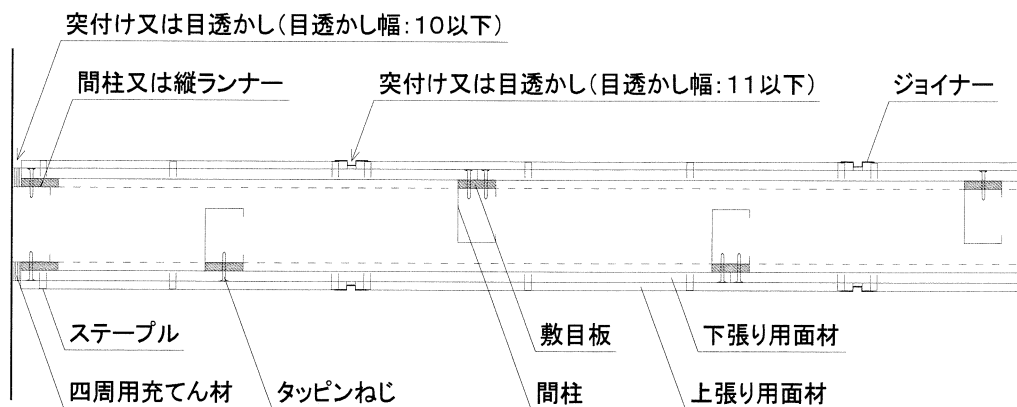 突付け又は目透かし（目透かし幅：10以下）
間柱又は縦ランナー
突付け又は目透かし（目透かし幅：11以下）
ジョイナー
ステープル
敷目板
下張り用面材
四周用充てん材
タッピンねじ
間柱
上張り用面材